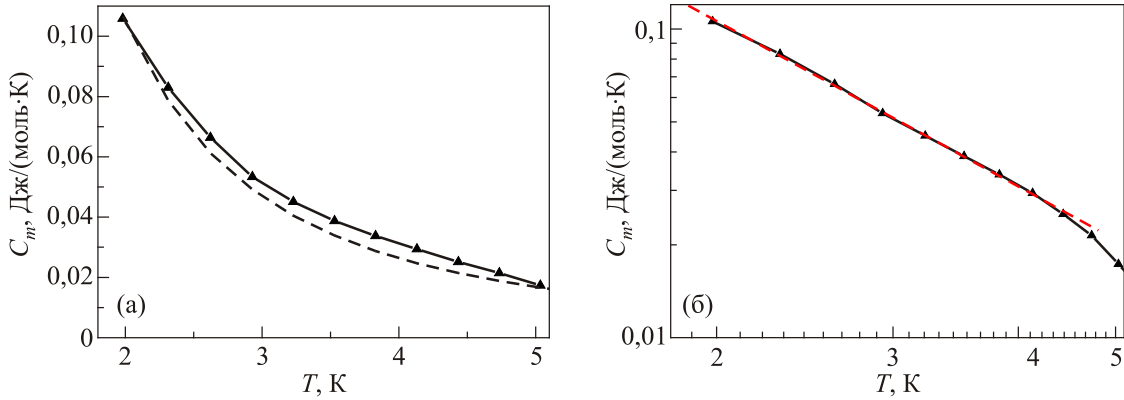 0,10
0,08
0,06
0,04
0,02
0
C_m, Дж/(моль·К)
(а)
2 3 4 5
T, К
0,1
0,01
C_m, Дж/(моль·К)
(б)
2 3 4 5
T, К